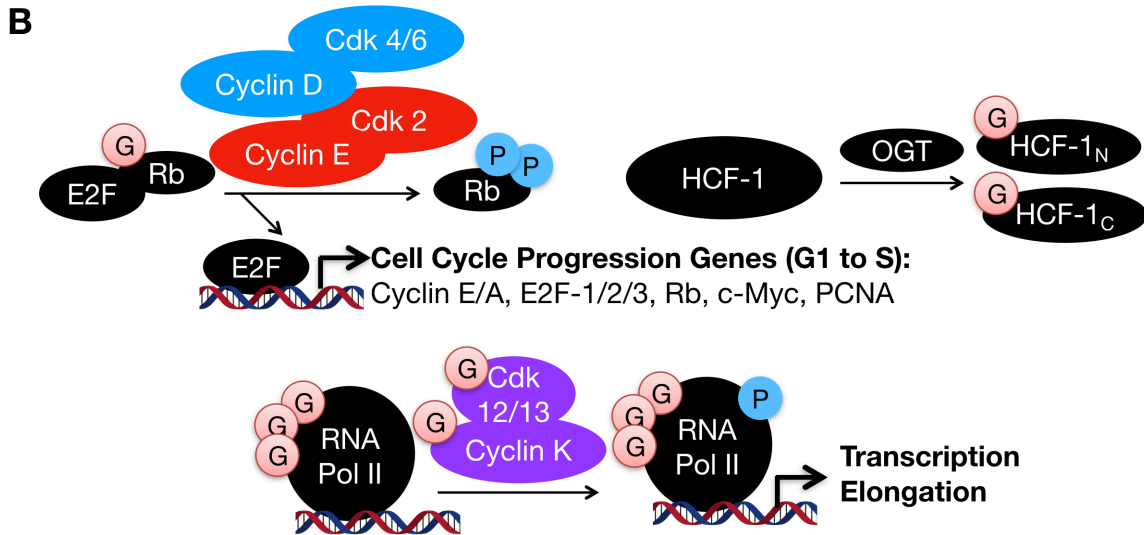 B
Cdk 4/6
Cyclin D
Cdk 2
Cyclin E
G
E2F
Rb
P
P
Rb
E2F
Cell Cycle Progression Genes (G1 to S):
Cyclin E/A, E2F-1/2/3, Rb, c-Myc, PCNA
HCF-1
OGT
G
HCF-1N
G
HCF-1C
G
G
G
RNA
Pol II
G
Cdk
12/13
G
Cyclin K
G
G
G
P
RNA
Pol II
Transcription
Elongation